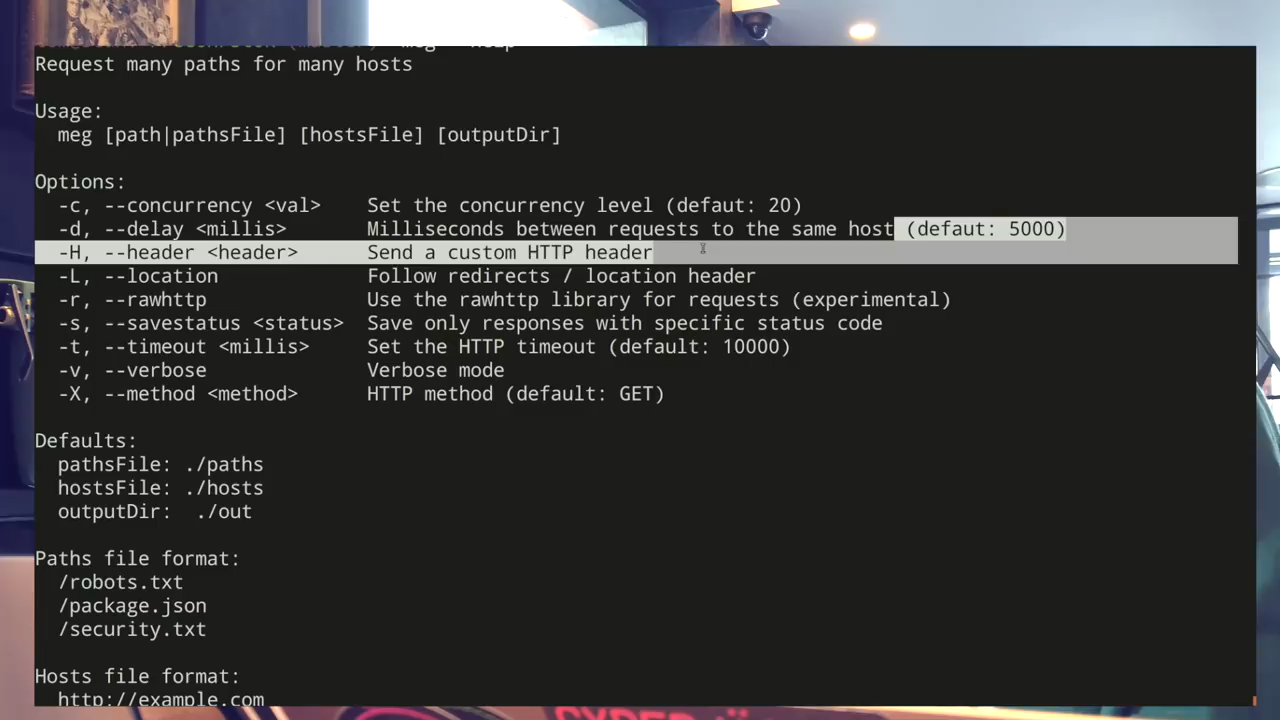 Request many paths for many hosts
Usage:
meg [path|pathsFile] [hostsFile] [outputDir]
Options:
-c, --concurrency <val> Set the concurrency level (defaut: 20)
-d, --delay <millis> Milliseconds between requests to the same host (defaut: 5000)
-H, --header <header> Send a custom HTTP header
-L, --location Follow redirects / location header
-r, --rawhttp Use the rawhttp library for requests (experimental)
-s, --savestatus <status> Save only responses with specific status code
-t, --timeout <millis> Set the HTTP timeout (default: 10000)
-v, --verbose Verbose mode
-X, --method <method> HTTP method (default: GET)
Defaults:
pathsFile: ./paths
hostsFile: ./hosts
outputDir: ./out
Paths file format:
/robots.txt
/package.json
/security.txt
Hosts file format:
http://example.com